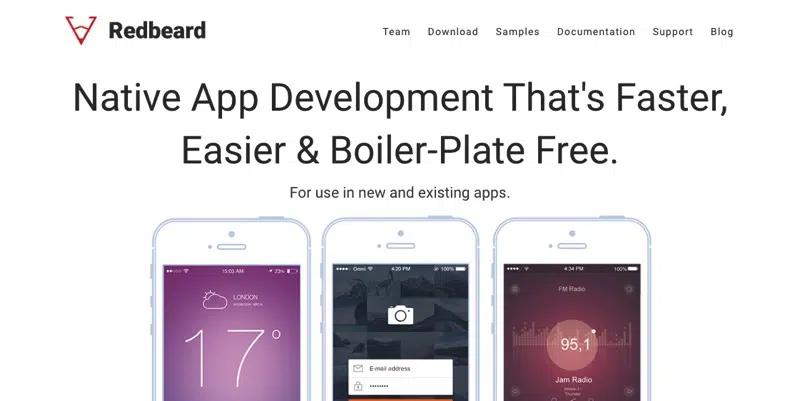 Redbeard
Team Download Samples Documentation Support Blog
Native App Development That's Faster,
Easier & Boiler-Plate Free.
For use in new and existing apps.
15:03 AM 23%
LONDON
17°
Omni 4:20 PM 100%
E-mail address
4:34 PM 100%
FM Radio
95,1
Jam Radio
Thunder